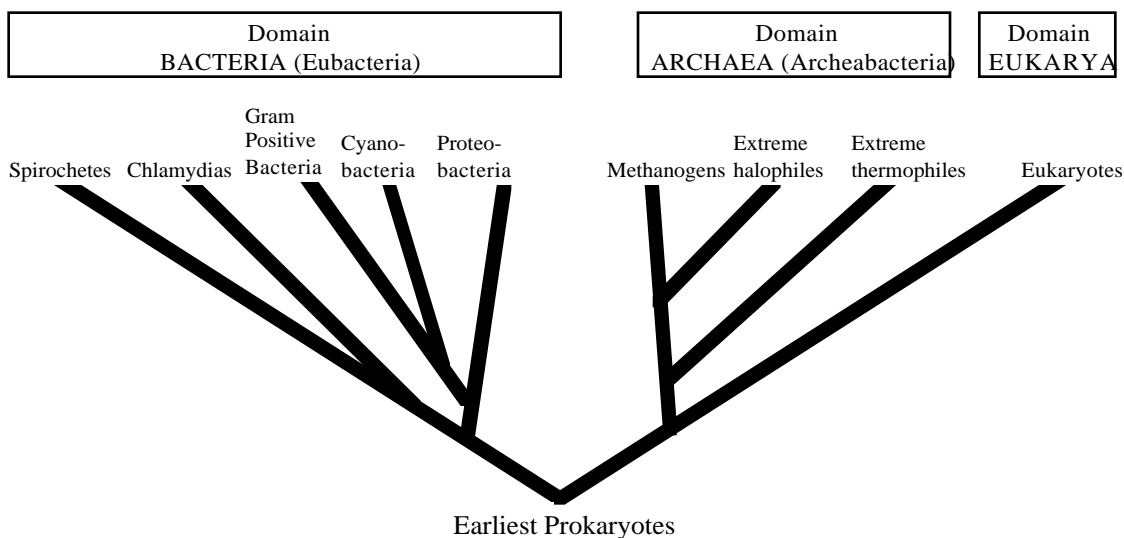 Domain
BACTERIA (Eubacteria)
Domain
ARCHAEA (Archeabacteria)
Domain
EUKARYA
Spirochetes
Chlamydias
Gram
Positive
Bacteria
Cyano-
bacteria
Proteo-
bacteria
Methanogens
Extreme
halophiles
Extreme
thermophiles
Eukaryotes
Earliest Prokaryotes